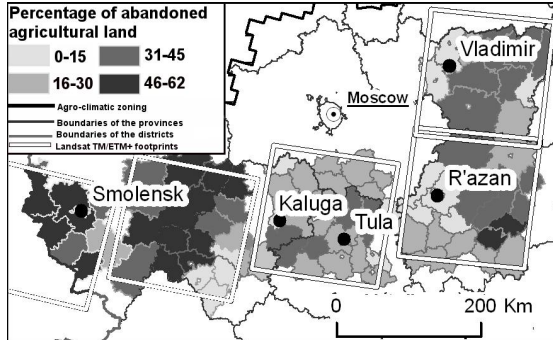 Percentage of abandoned
agricultural land
0-15 31-45
16-30 46-62
Agro-climatic zoning
Boundaries of the provinces
Boundaries of the districts
Landsat TM/ETM+ footprints
Vladimir
Moscow
Smolensk
R'azan
Kaluga
Tula
0 200 Km